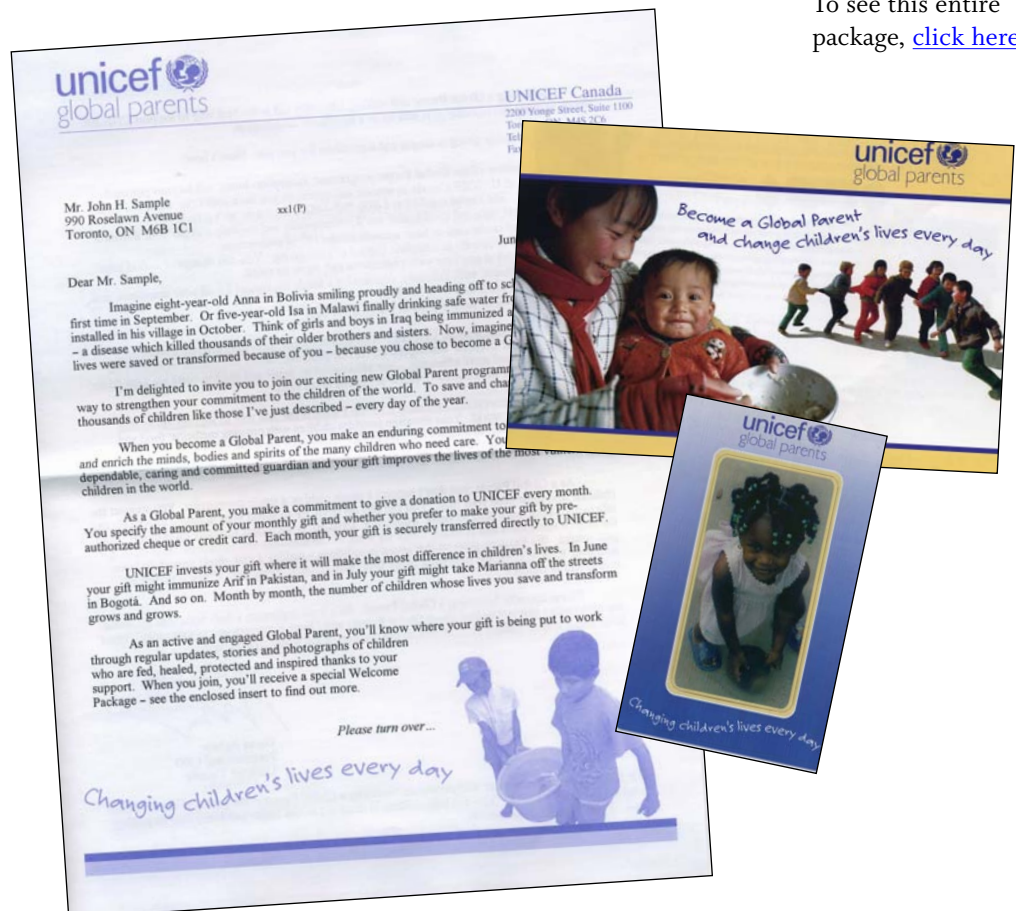 To see this entire
package, click here
unicef
global parents
UNICEF Canada
2200 Yonge Street, Suite 1100
Mr. John H. Sample
990 Roselawn Avenue
Toronto, ON M6B 1C1
xx1(P)
Dear Mr. Sample,
Imagine eight-year-old Anna in Bolivia smiling proudly and heading off to
first time in September. Or five-year-old Isa in Malawi finally drinking safe water
installed in his village in October. Think of girls and boys in Iraq being immunized
– a disease which killed thousands of their older brothers and sisters. Now, imagine
lives were saved or transformed because of you – because you chose to become a
I'm delighted to invite you to join our exciting new Global Parent
way to strengthen your commitment to the children of the world. To save and
thousands of children like those I've just described – every day of the year.
When you become a Global Parent, you make an enduring commitment to
and enrich the minds, bodies and spirits of the many children who need care.
dependable, caring and committed guardian and your gift improves the lives of the most
children in the world.
As a Global Parent, you make a commitment to give a donation to UNICEF every month.
You specify the amount of your monthly gift and whether you prefer to make your gift by pre-
authorized cheque or credit card. Each month, your gift is securely transferred directly to UNICEF.
UNICEF invests your gift where it will make the most difference in children's lives. In June
your gift might immunize Arif in Pakistan, and in July your gift might take Marianna off the streets
in Bogotá. And so on. Month by month, the number of children whose lives you save and transform
grows and grows.
As an active and engaged Global Parent, you'll know where your gift is being put to work
through regular updates, stories and photographs of children
who are fed, healed, protected and inspired thanks to your
support. When you join, you'll receive a special Welcome
Package – see the enclosed insert to find out more.
Please turn over...
Changing children's lives every day
unicef
global parents
Become a Global Parent
and change children's lives every day
unicef
global parents
Changing children's lives every day